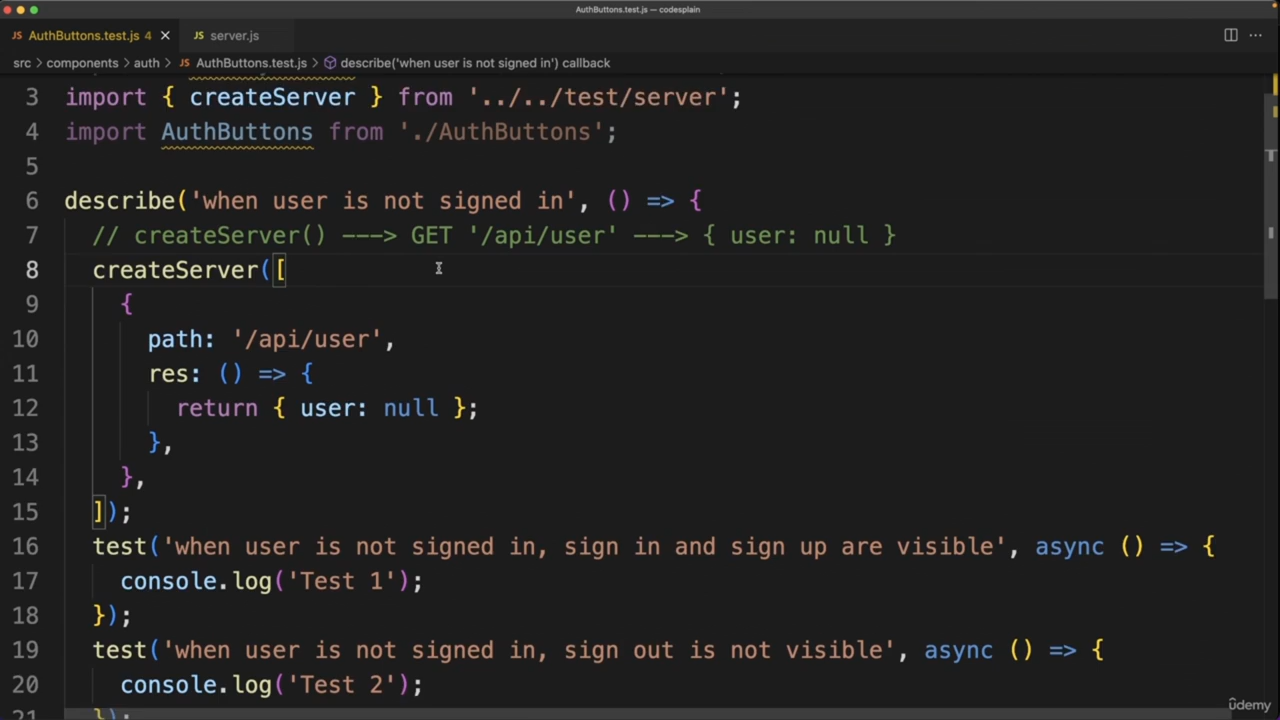 AuthButtons.test.js — codesplain
JS AuthButtons.test.js 4 × JS server.js
src > components > auth > JS AuthButtons.test.js > describe('when user is not signed in') callback
3 import { createServer } from '../../test/server';
4 import AuthButtons from './AuthButtons';
5
6 describe('when user is not signed in', () => {
7 // createServer() ---> GET '/api/user' ---> { user: null }
8 createServer([
9 {
10 path: '/api/user',
11 res: () => {
12 return { user: null };
13 },
14 },
15 ]);
16 test('when user is not signed in, sign in and sign up are visible', async () => {
17 console.log('Test 1');
18 });
19 test('when user is not signed in, sign out is not visible', async () => {
20 console.log('Test 2');
21 });
ûdemy